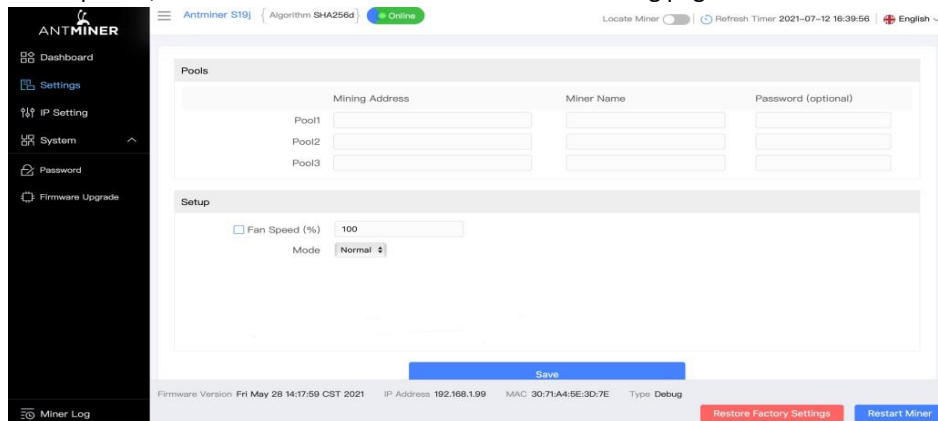 ANTMINER
Dashboard
Settings
IP Setting
System
Password
Firmware Upgrade
Miner Log
Antminer S19j { Algorithm SHA256d } Online
Locate Miner Refresh Timer 2021-07-12 16:39:56 English
Pools
Mining Address Miner Name Password (optional)
Pool1
Pool2
Pool3
Setup
Fan Speed (%) 100
Mode Normal
Save
Firmware Version Fri May 28 14:17:59 CST 2021 IP Address 192.168.1.99 MAC 30:71:A4:5E:3D:7E Type Debug
Restore Factory Settings Restart Miner